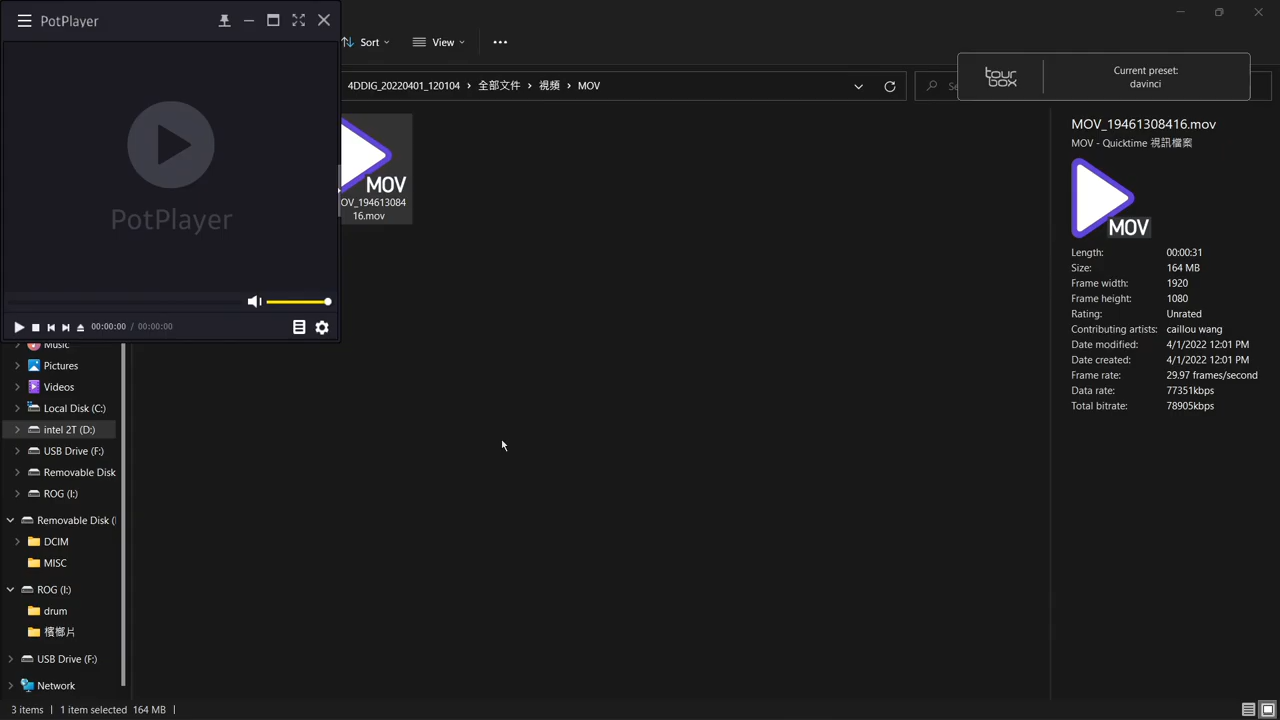 PotPlayer
Sort
View
4DDIG_20220401_120104 > 全部文件 > 視頻 > MOV
tour
box
Current preset:
davinci
PotPlayer
MOV
OV_194613084
16.mov
00:00:00 / 00:00:00
MOV_19461308416.mov
MOV - Quicktime 視訊檔案
MOV
Length: 00:00:31
Size: 164 MB
Frame width: 1920
Frame height: 1080
Rating: Unrated
Contributing artists: caillou wang
Date modified: 4/1/2022 12:01 PM
Date created: 4/1/2022 12:01 PM
Frame rate: 29.97 frames/second
Data rate: 77351kbps
Total bitrate: 78905kbps
Music
Pictures
Videos
Local Disk (C:)
intel 2T (D:)
USB Drive (F:)
Removable Disk
ROG (I:)
Removable Disk (
DCIM
MISC
ROG (I:)
drum
檳榔片
USB Drive (F:)
Network
3 items
1 item selected 164 MB